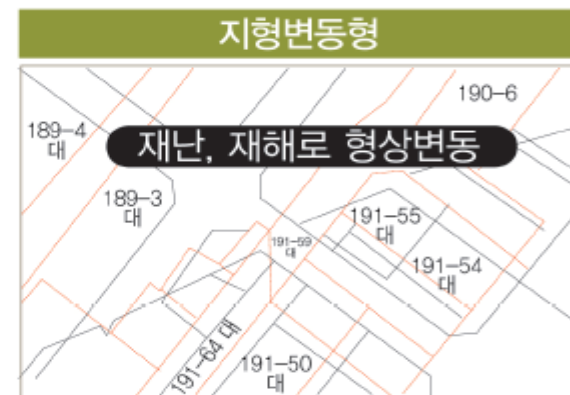 지형변동형
190-6
189-4
대
재난, 재해로 형상변동
189-3
대
191-55
대
191-59
대
191-54
대
191-64 대
191-50
대